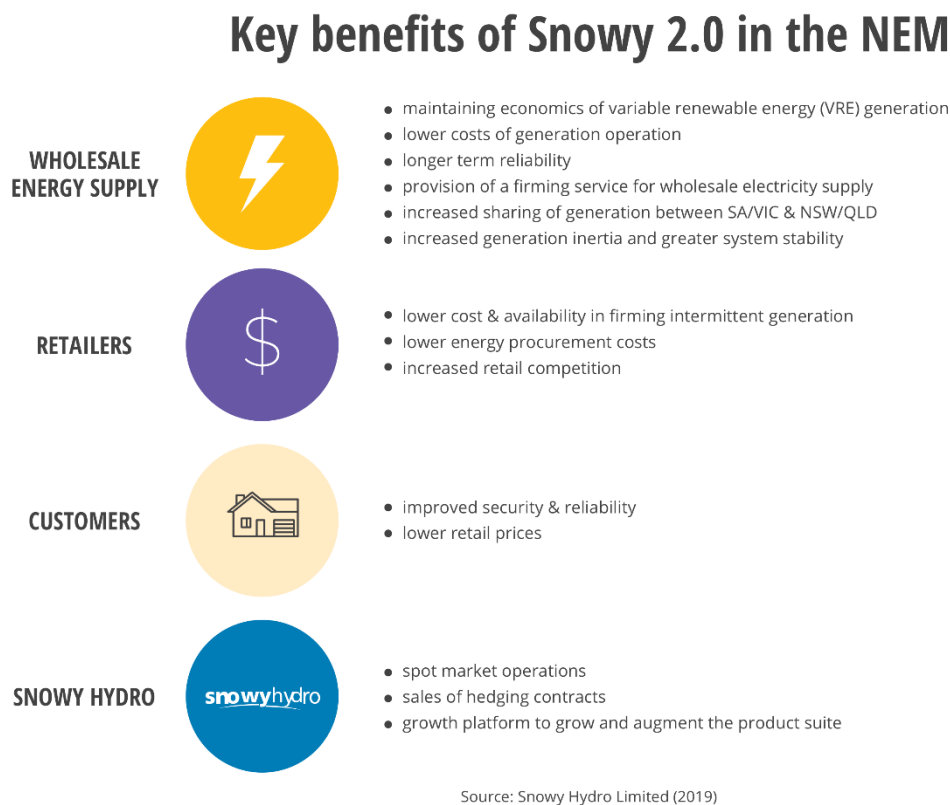 Key benefits of Snowy 2.0 in the NEM
WHOLESALE
ENERGY SUPPLY
• maintaining economics of variable renewable energy (VRE) generation
• lower costs of generation operation
• longer term reliability
• provision of a firming service for wholesale electricity supply
• increased sharing of generation between SA/VIC & NSW/QLD
• increased generation inertia and greater system stability
RETAILERS
$
• lower cost & availability in firming intermittent generation
• lower energy procurement costs
• increased retail competition
CUSTOMERS
• improved security & reliability
• lower retail prices
SNOWY HYDRO
snowyhydro
• spot market operations
• sales of hedging contracts
• growth platform to grow and augment the product suite
Source: Snowy Hydro Limited (2019)